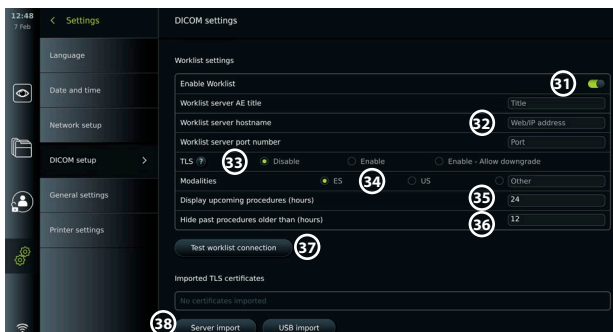 12:48
7 Feb
< Settings
Language
Date and time
Network setup
DICOM setup >
General settings
Printer settings
DICOM settings
Worklist settings
Enable Worklist 31
Worklist server AE title Title
Worklist server hostname 32 Web/IP address
Worklist server port number Port
TLS ? 33 Disable Enable Enable - Allow downgrade
Modalities ES 34 US Other
Display upcoming procedures (hours) 35 24
Hide past procedures older than (hours) 36 12
Test worklist connection 37
Imported TLS certificates
No certificates imported
38 Server import USB import